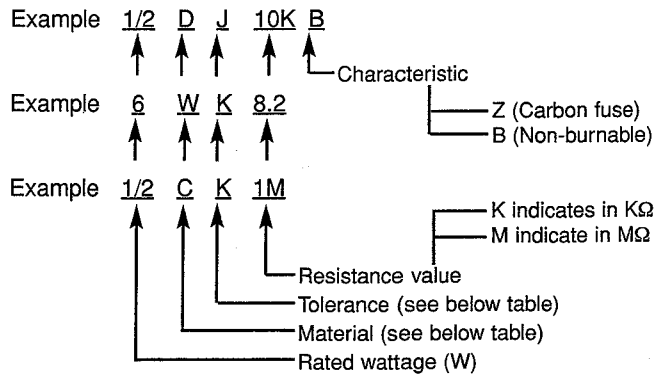 Example 1/2 D J 10K B
Characteristic
Z (Carbon fuse)
B (Non-burnable)
Example 6 W K 8.2
Example 1/2 C K 1M
K indicates in KΩ
M indicate in MΩ
Resistance value
Tolerance (see below table)
Material (see below table)
Rated wattage (W)